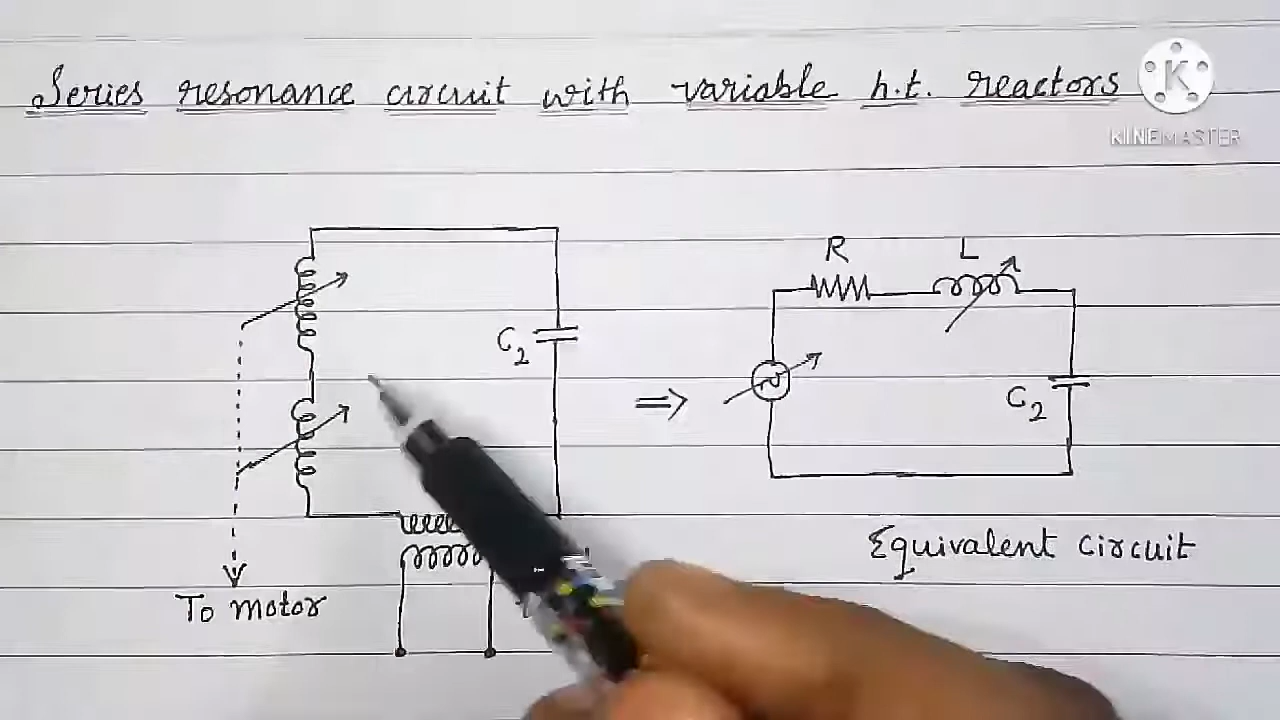 Series resonance circuit with variable h.t. reactors
K
KINEMASTER
R
L
C2
C2
⇒
To motor
Equivalent circuit